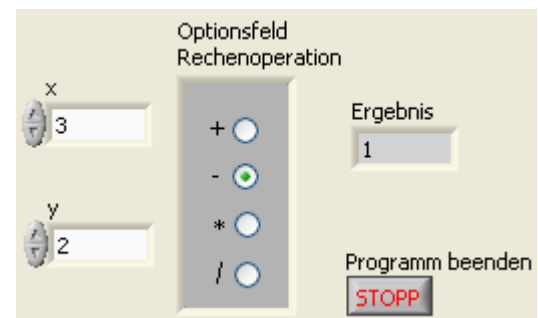 Optionsfeld
Rechenoperation
x
3
y
2
+
-
*
/
Ergebnis
1
Programm beenden
STOPP